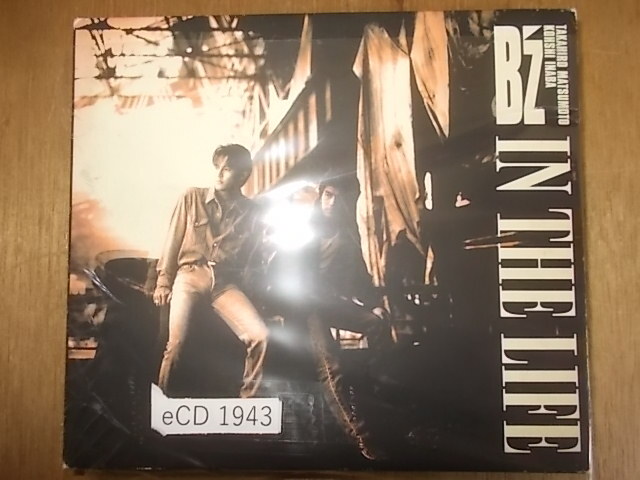 B'z
TAKAHIRO MATSUMOTO
KOSHI INABA
IN THE LIFE
eCD 1943